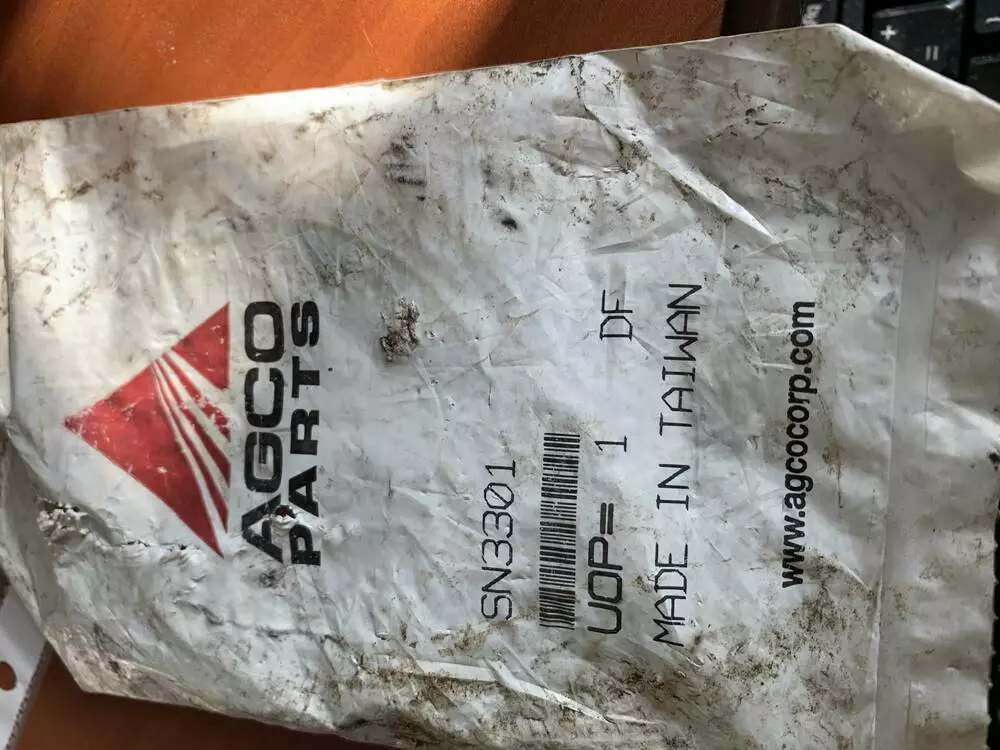 AGCO
PARTS
SN3301
UOP= 1 DF
MADE IN TAIWAN
www.agcocorp.com